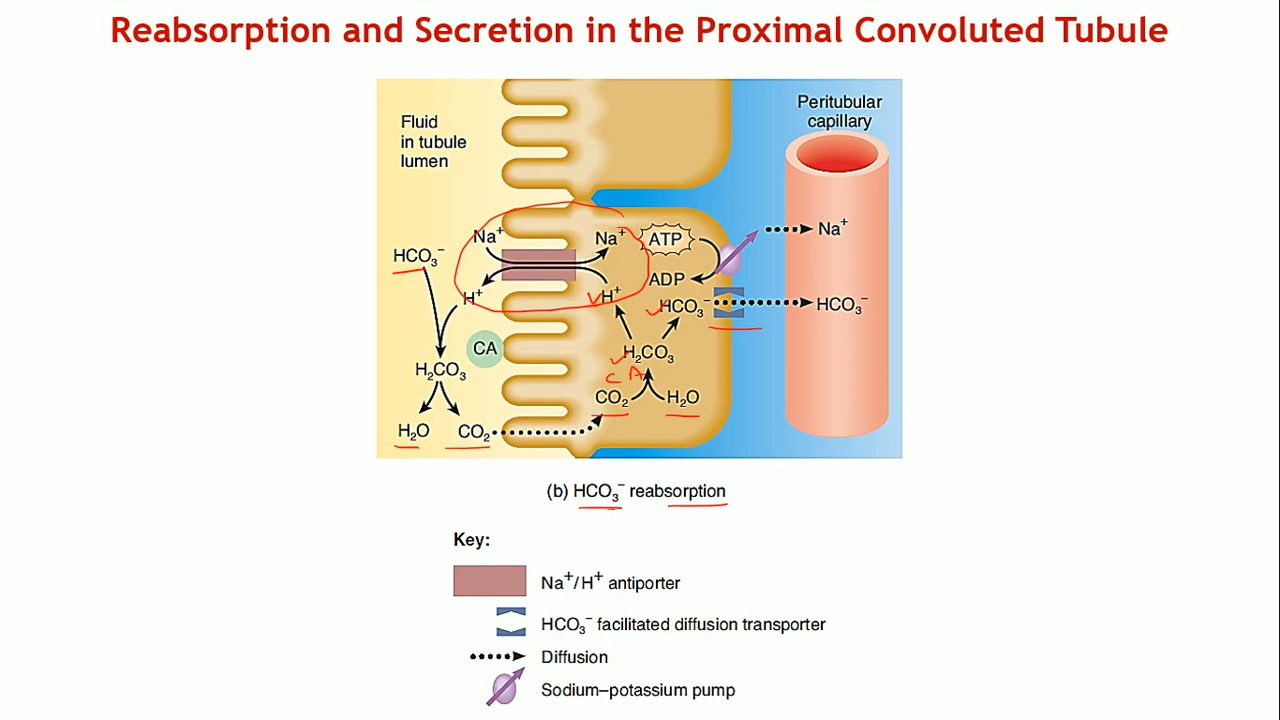 Reabsorption and Secretion in the Proximal Convoluted Tubule
Fluid
in tubule
lumen
Peritubular
capillary
Na⁺
Na⁺
ATP
Na⁺
HCO₃⁻
ADP
H⁺
H⁺
HCO₃⁻
HCO₃⁻
CA
H₂CO₃
H₂CO₃
CA
CO₂
H₂O
H₂O
CO₂
(b) HCO₃⁻ reabsorption
Key:
Na⁺/H⁺ antiporter
HCO₃⁻ facilitated diffusion transporter
Diffusion
Sodium–potassium pump